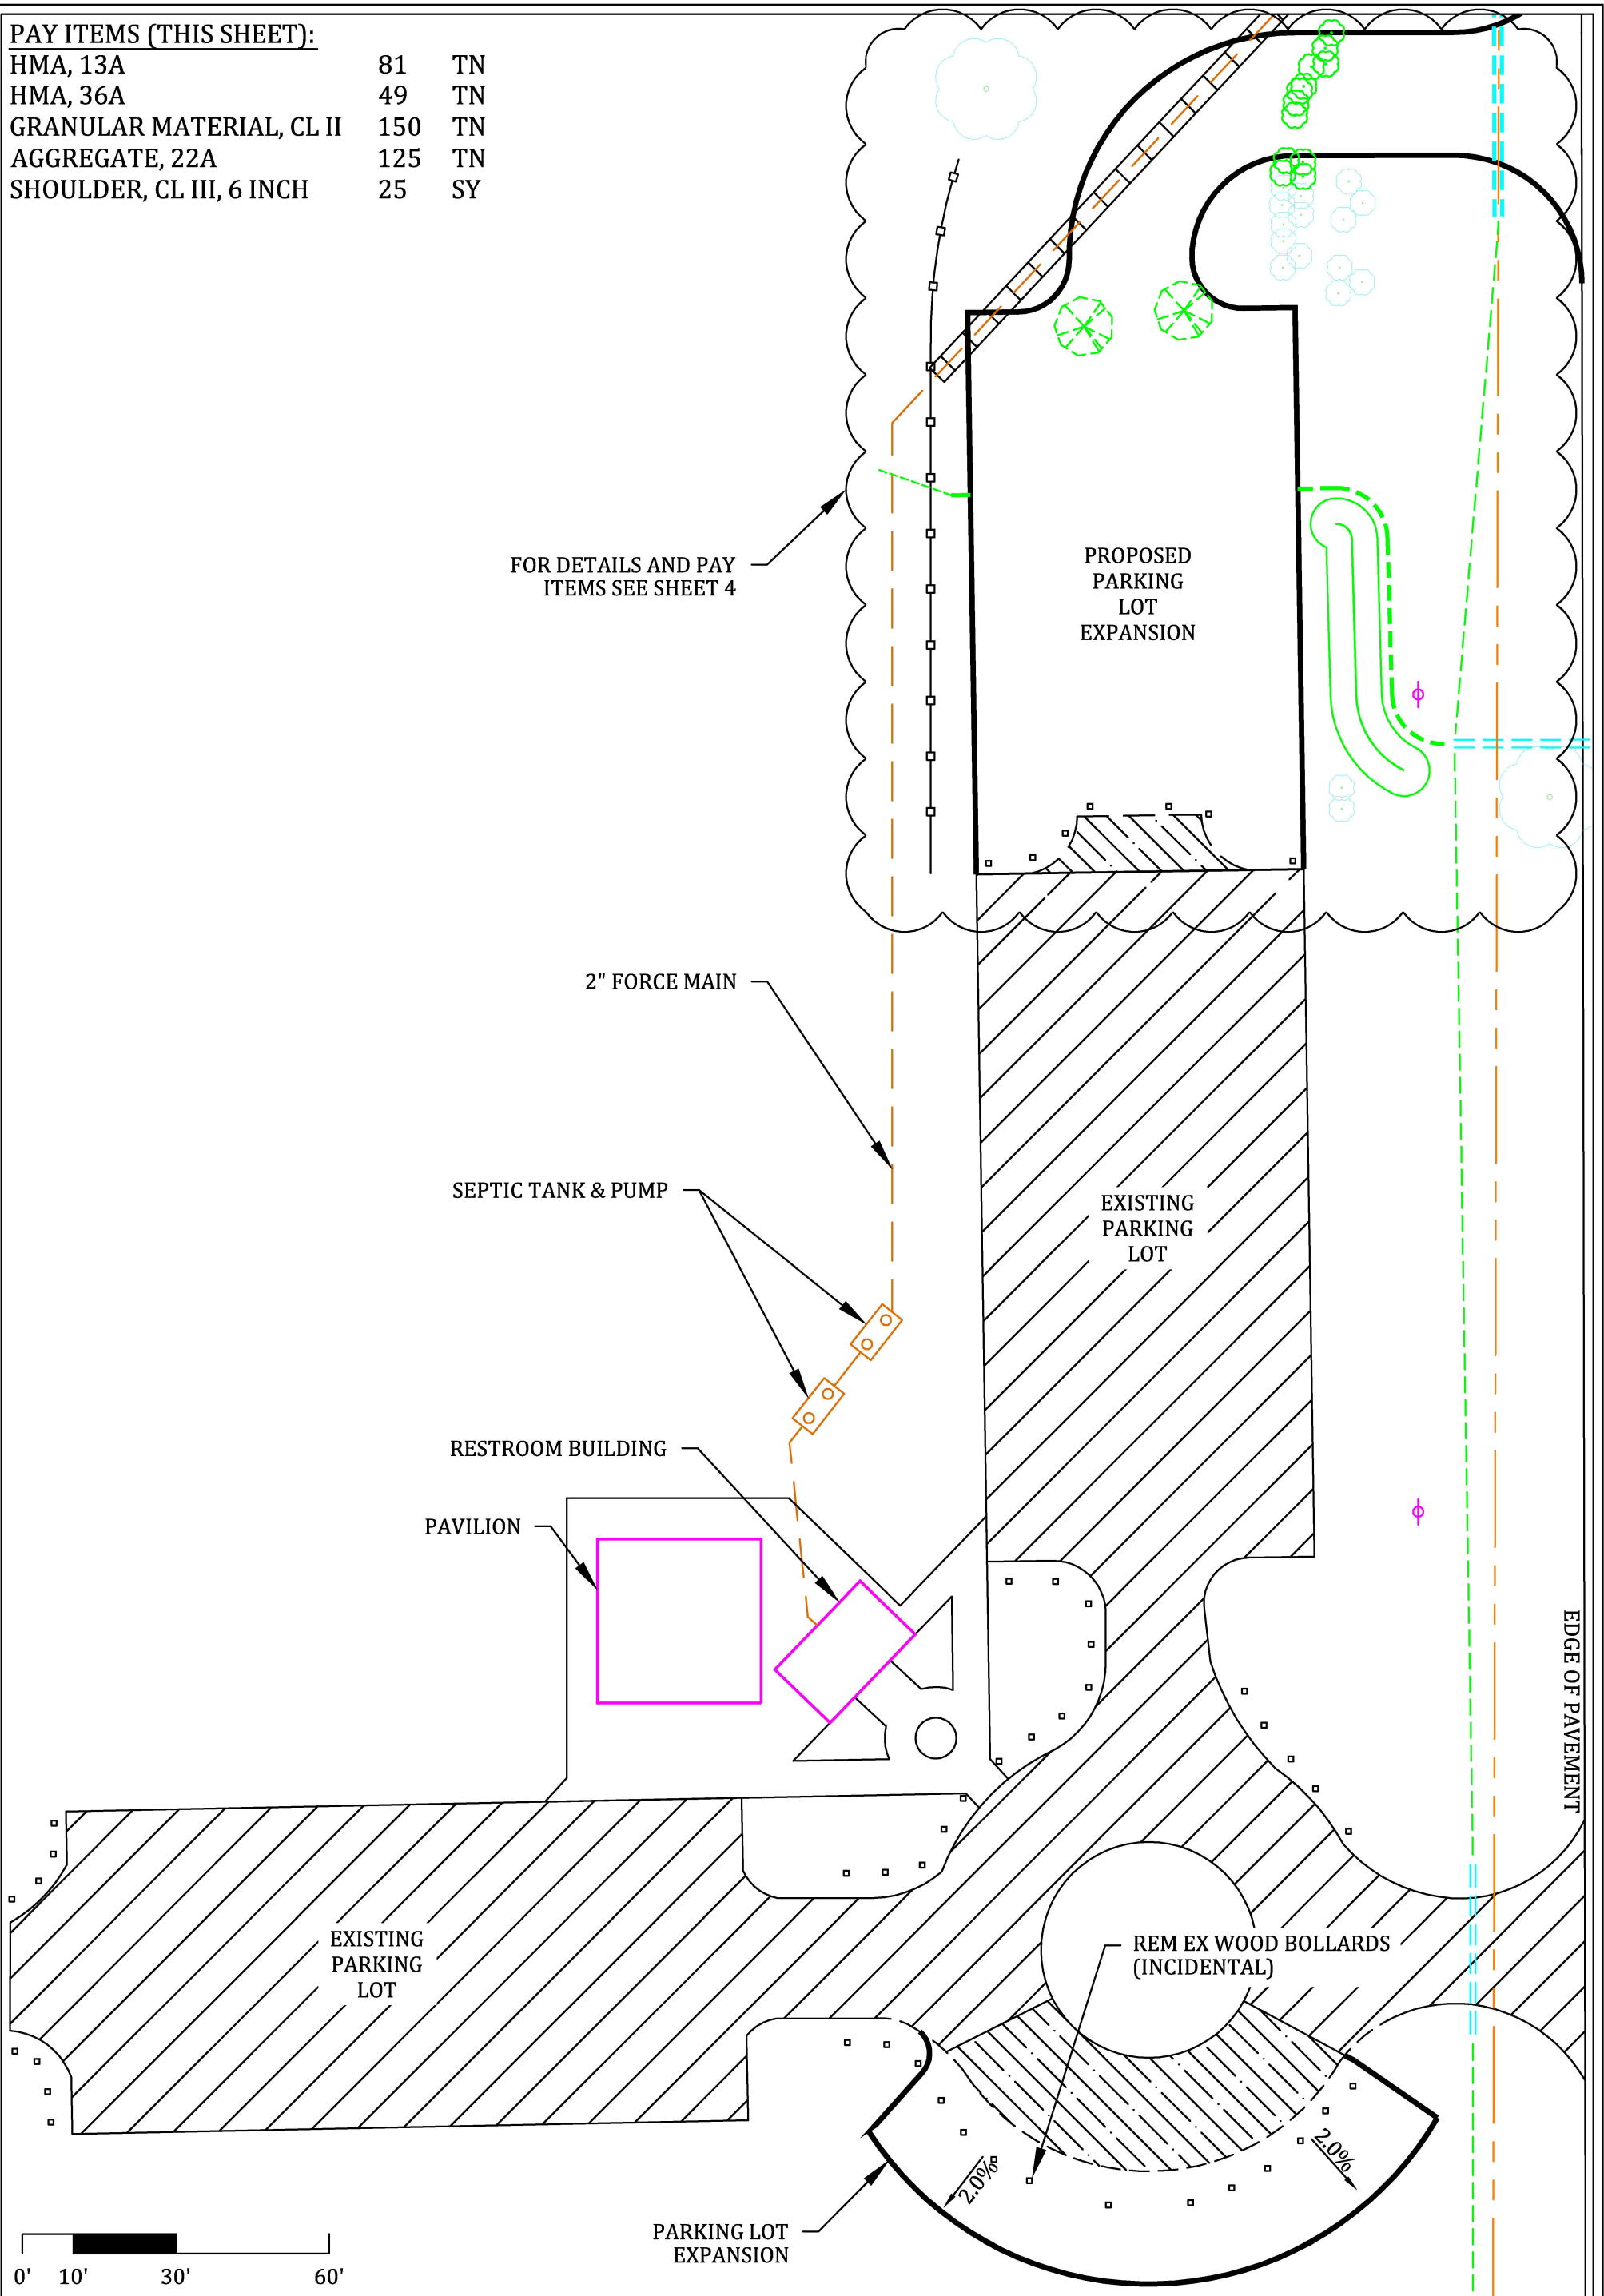 PAY ITEMS (THIS SHEET):
HMA, 13A 81 TN
HMA, 36A 49 TN
GRANULAR MATERIAL, CL II 150 TN
AGGREGATE, 22A 125 TN
SHOULDER, CL III, 6 INCH 25 SY
FOR DETAILS AND PAY
ITEMS SEE SHEET 4
PROPOSED
PARKING
LOT
EXPANSION
2" FORCE MAIN
SEPTIC TANK & PUMP
EXISTING
PARKING
LOT
RESTROOM BUILDING
PAVILION
EDGE OF PAVEMENT
EXISTING
PARKING
LOT
REM EX WOOD BOLLARDS
(INCIDENTAL)
2.0%
2.0%
PARKING LOT
EXPANSION
0' 10' 30' 60'